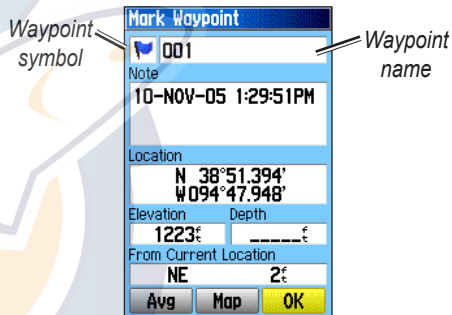 Mark Waypoint
Waypoint symbol
001
Waypoint name
Note
10-NOV-05 1:29:51PM
Location
N 38°51.394'
W094°47.948'
Elevation Depth
1223ft _____ft
From Current Location
NE 2ft
Avg Map OK